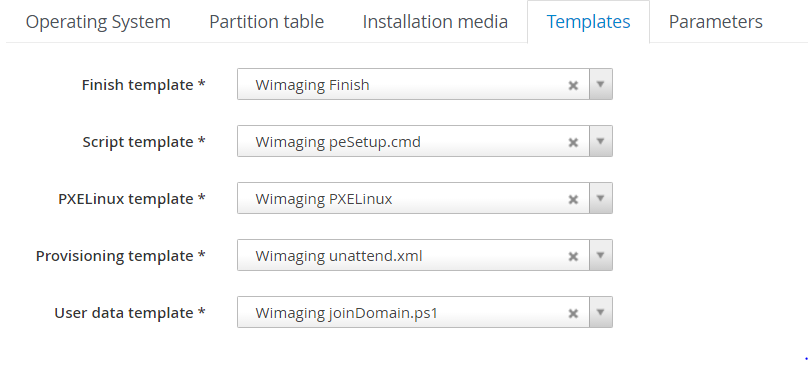 Operating System Partition table Installation media Templates Parameters
Finish template * Wimaging Finish
Script template * Wimaging peSetup.cmd
PXELinux template * Wimaging PXELinux
Provisioning template * Wimaging unattend.xml
User data template * Wimaging joinDomain.ps1
.